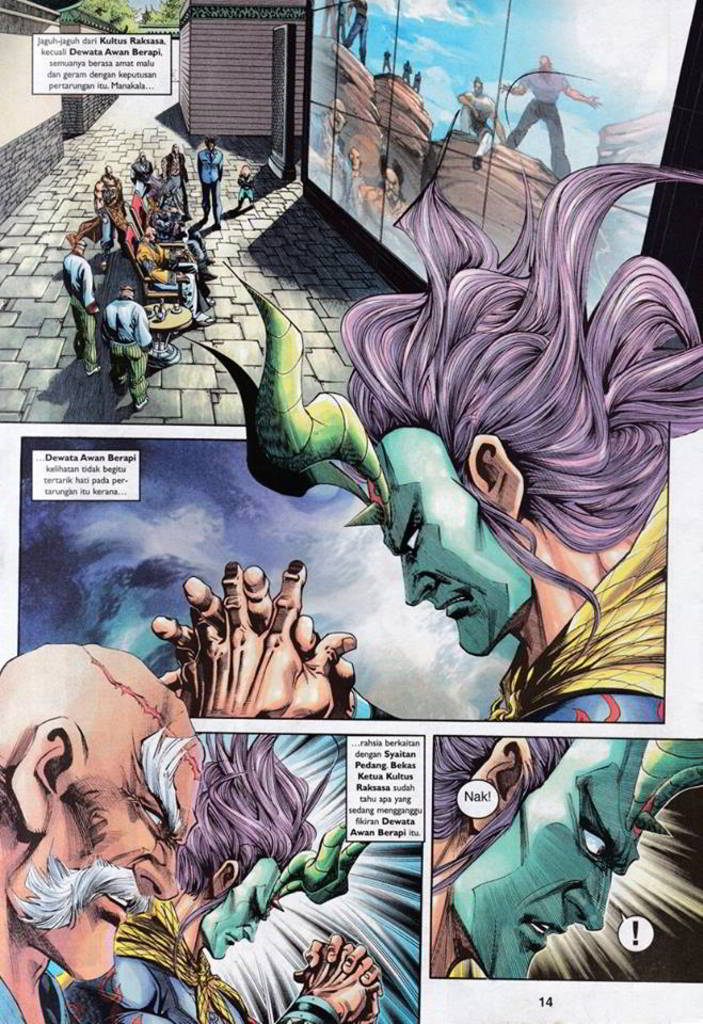 Jaguh-jaguh dari Kultus Raksasa,
kecuali Dewata Awan Berapi,
semuanya berasa amat malu
dan geram dengan keputusan
pertarungan itu. Manakala...
...Dewata Awan Berapi
kelihatan tidak begitu
tertarik hati pada per-
tarungan itu kerana...
...rahsia berkaitan
dengan Syaitan
Pedang. Bekas
Ketua Kultus
Raksasa sudah
tahu apa yang
sedang mengganggu
fikiran Dewata
Awan Berapi itu.
Nak!
!
14